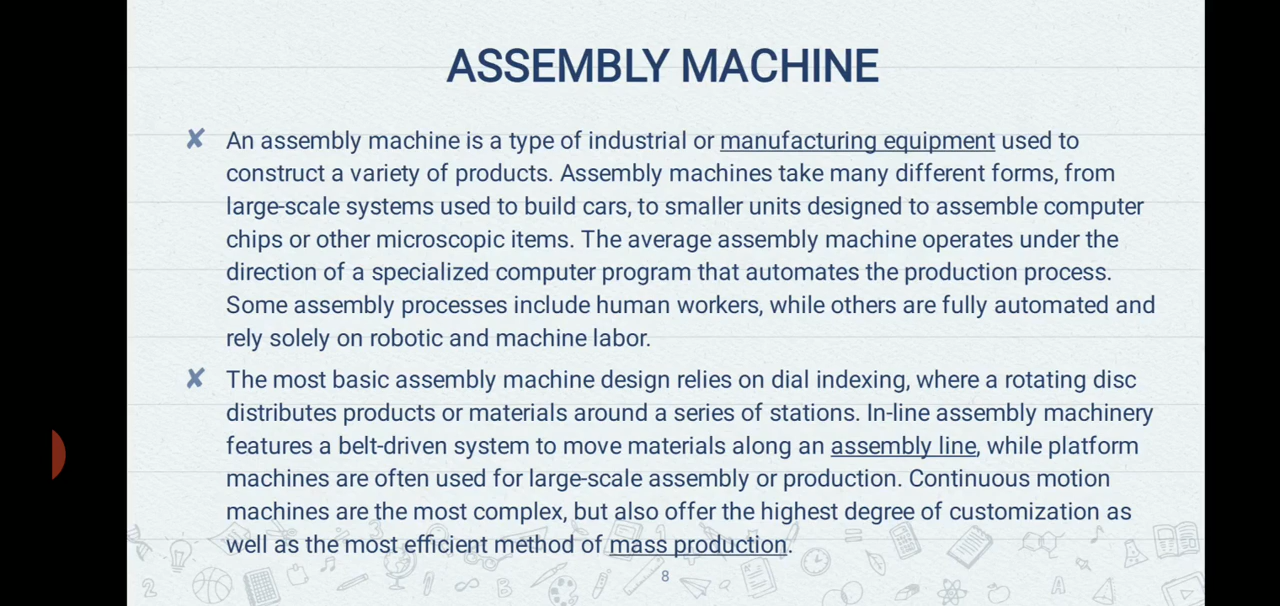 ASSEMBLY MACHINE
✘ An assembly machine is a type of industrial or manufacturing equipment used to
construct a variety of products. Assembly machines take many different forms, from
large-scale systems used to build cars, to smaller units designed to assemble computer
chips or other microscopic items. The average assembly machine operates under the
direction of a specialized computer program that automates the production process.
Some assembly processes include human workers, while others are fully automated and
rely solely on robotic and machine labor.
✘ The most basic assembly machine design relies on dial indexing, where a rotating disc
distributes products or materials around a series of stations. In-line assembly machinery
features a belt-driven system to move materials along an assembly line, while platform
machines are often used for large-scale assembly or production. Continuous motion
machines are the most complex, but also offer the highest degree of customization as
well as the most efficient method of mass production.
8